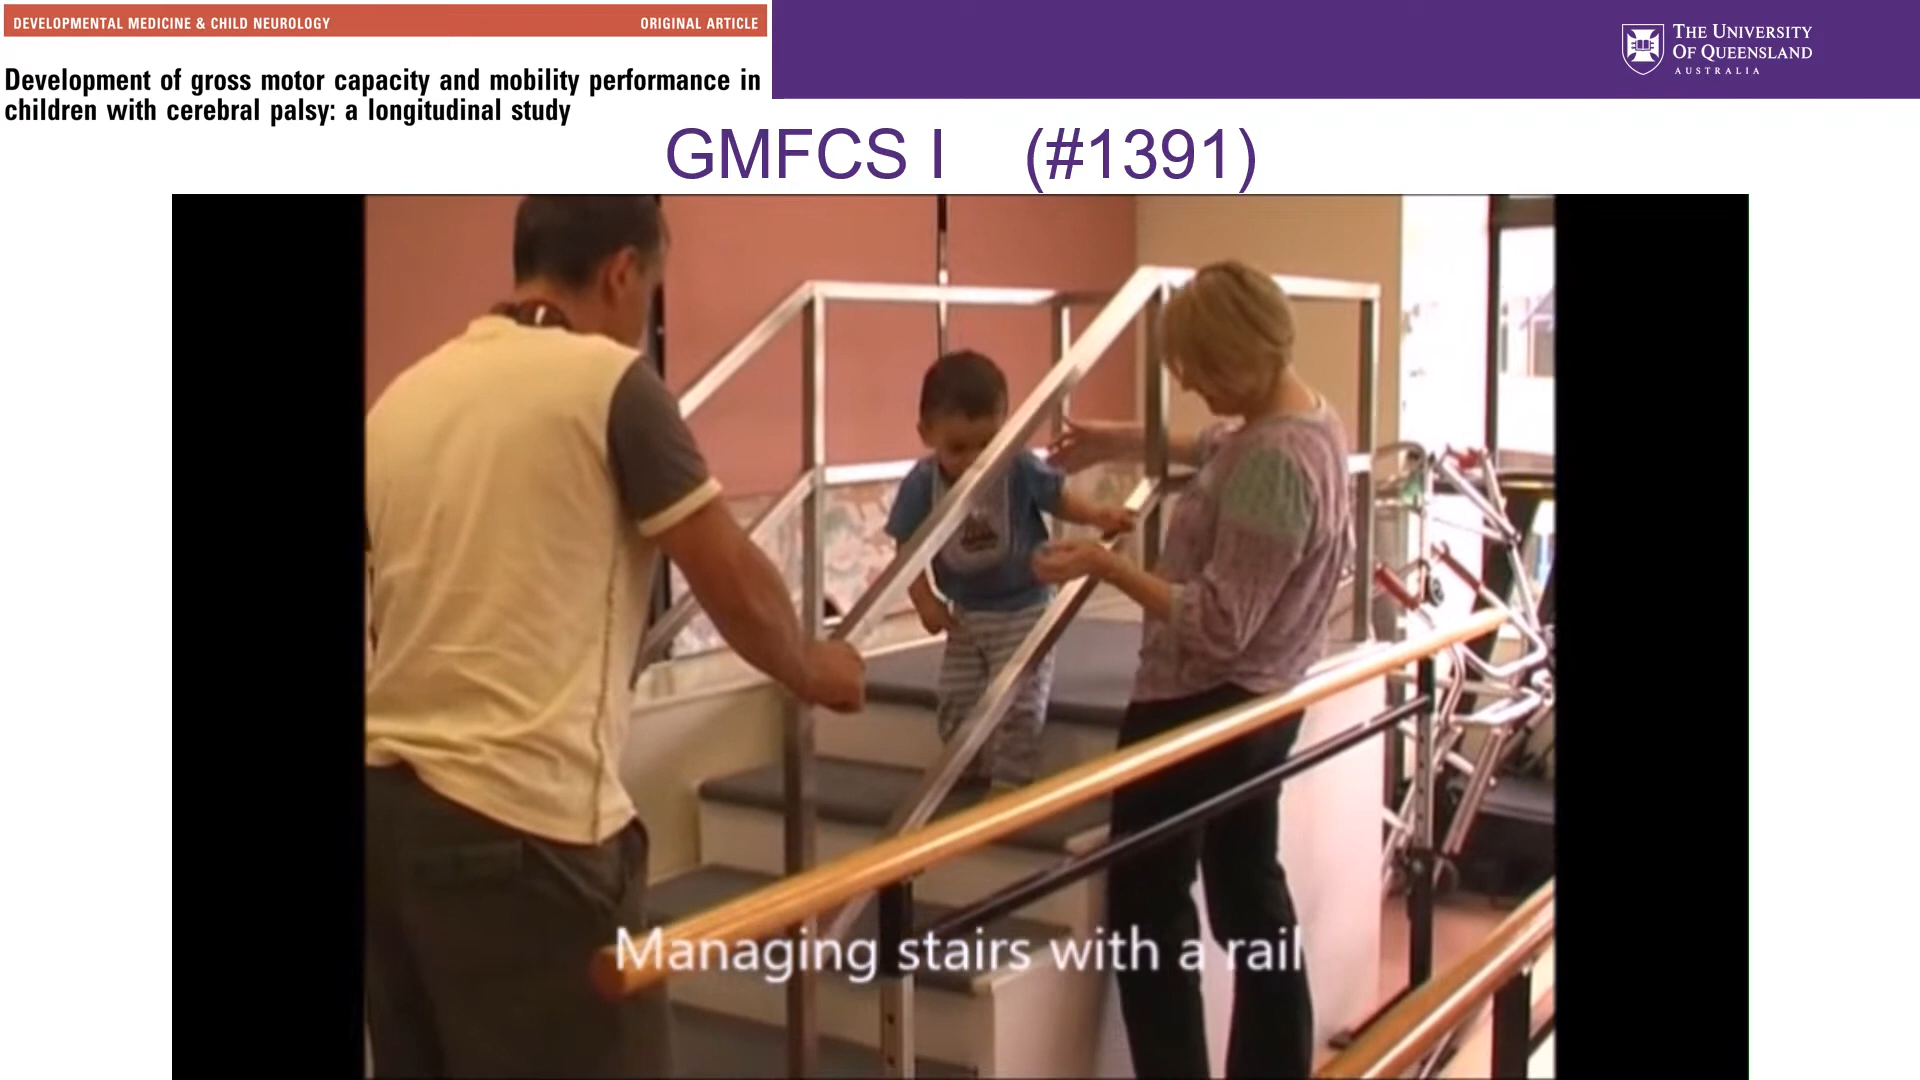 DEVELOPMENTAL MEDICINE & CHILD NEUROLOGY
ORIGINAL ARTICLE
Development of gross motor capacity and mobility performance in
children with cerebral palsy: a longitudinal study
THE UNIVERSITY
OF QUEENSLAND
AUSTRALIA
GMFCS I (#1391)
Managing stairs with a rail